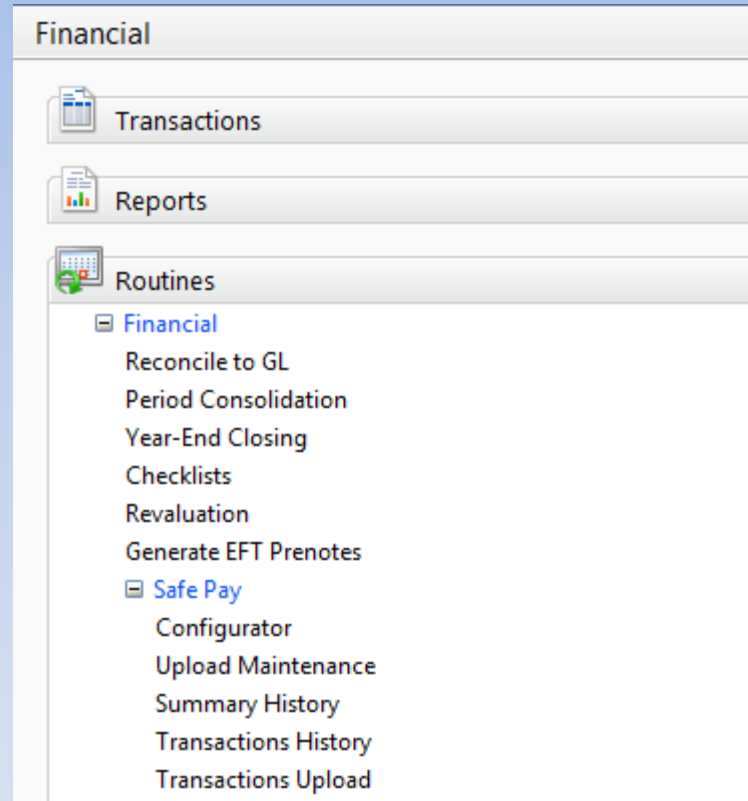 Financial
Transactions
Reports
Routines
Financial
Reconcile to GL
Period Consolidation
Year-End Closing
Checklists
Revaluation
Generate EFT Prenotes
Safe Pay
Configurator
Upload Maintenance
Summary History
Transactions History
Transactions Upload